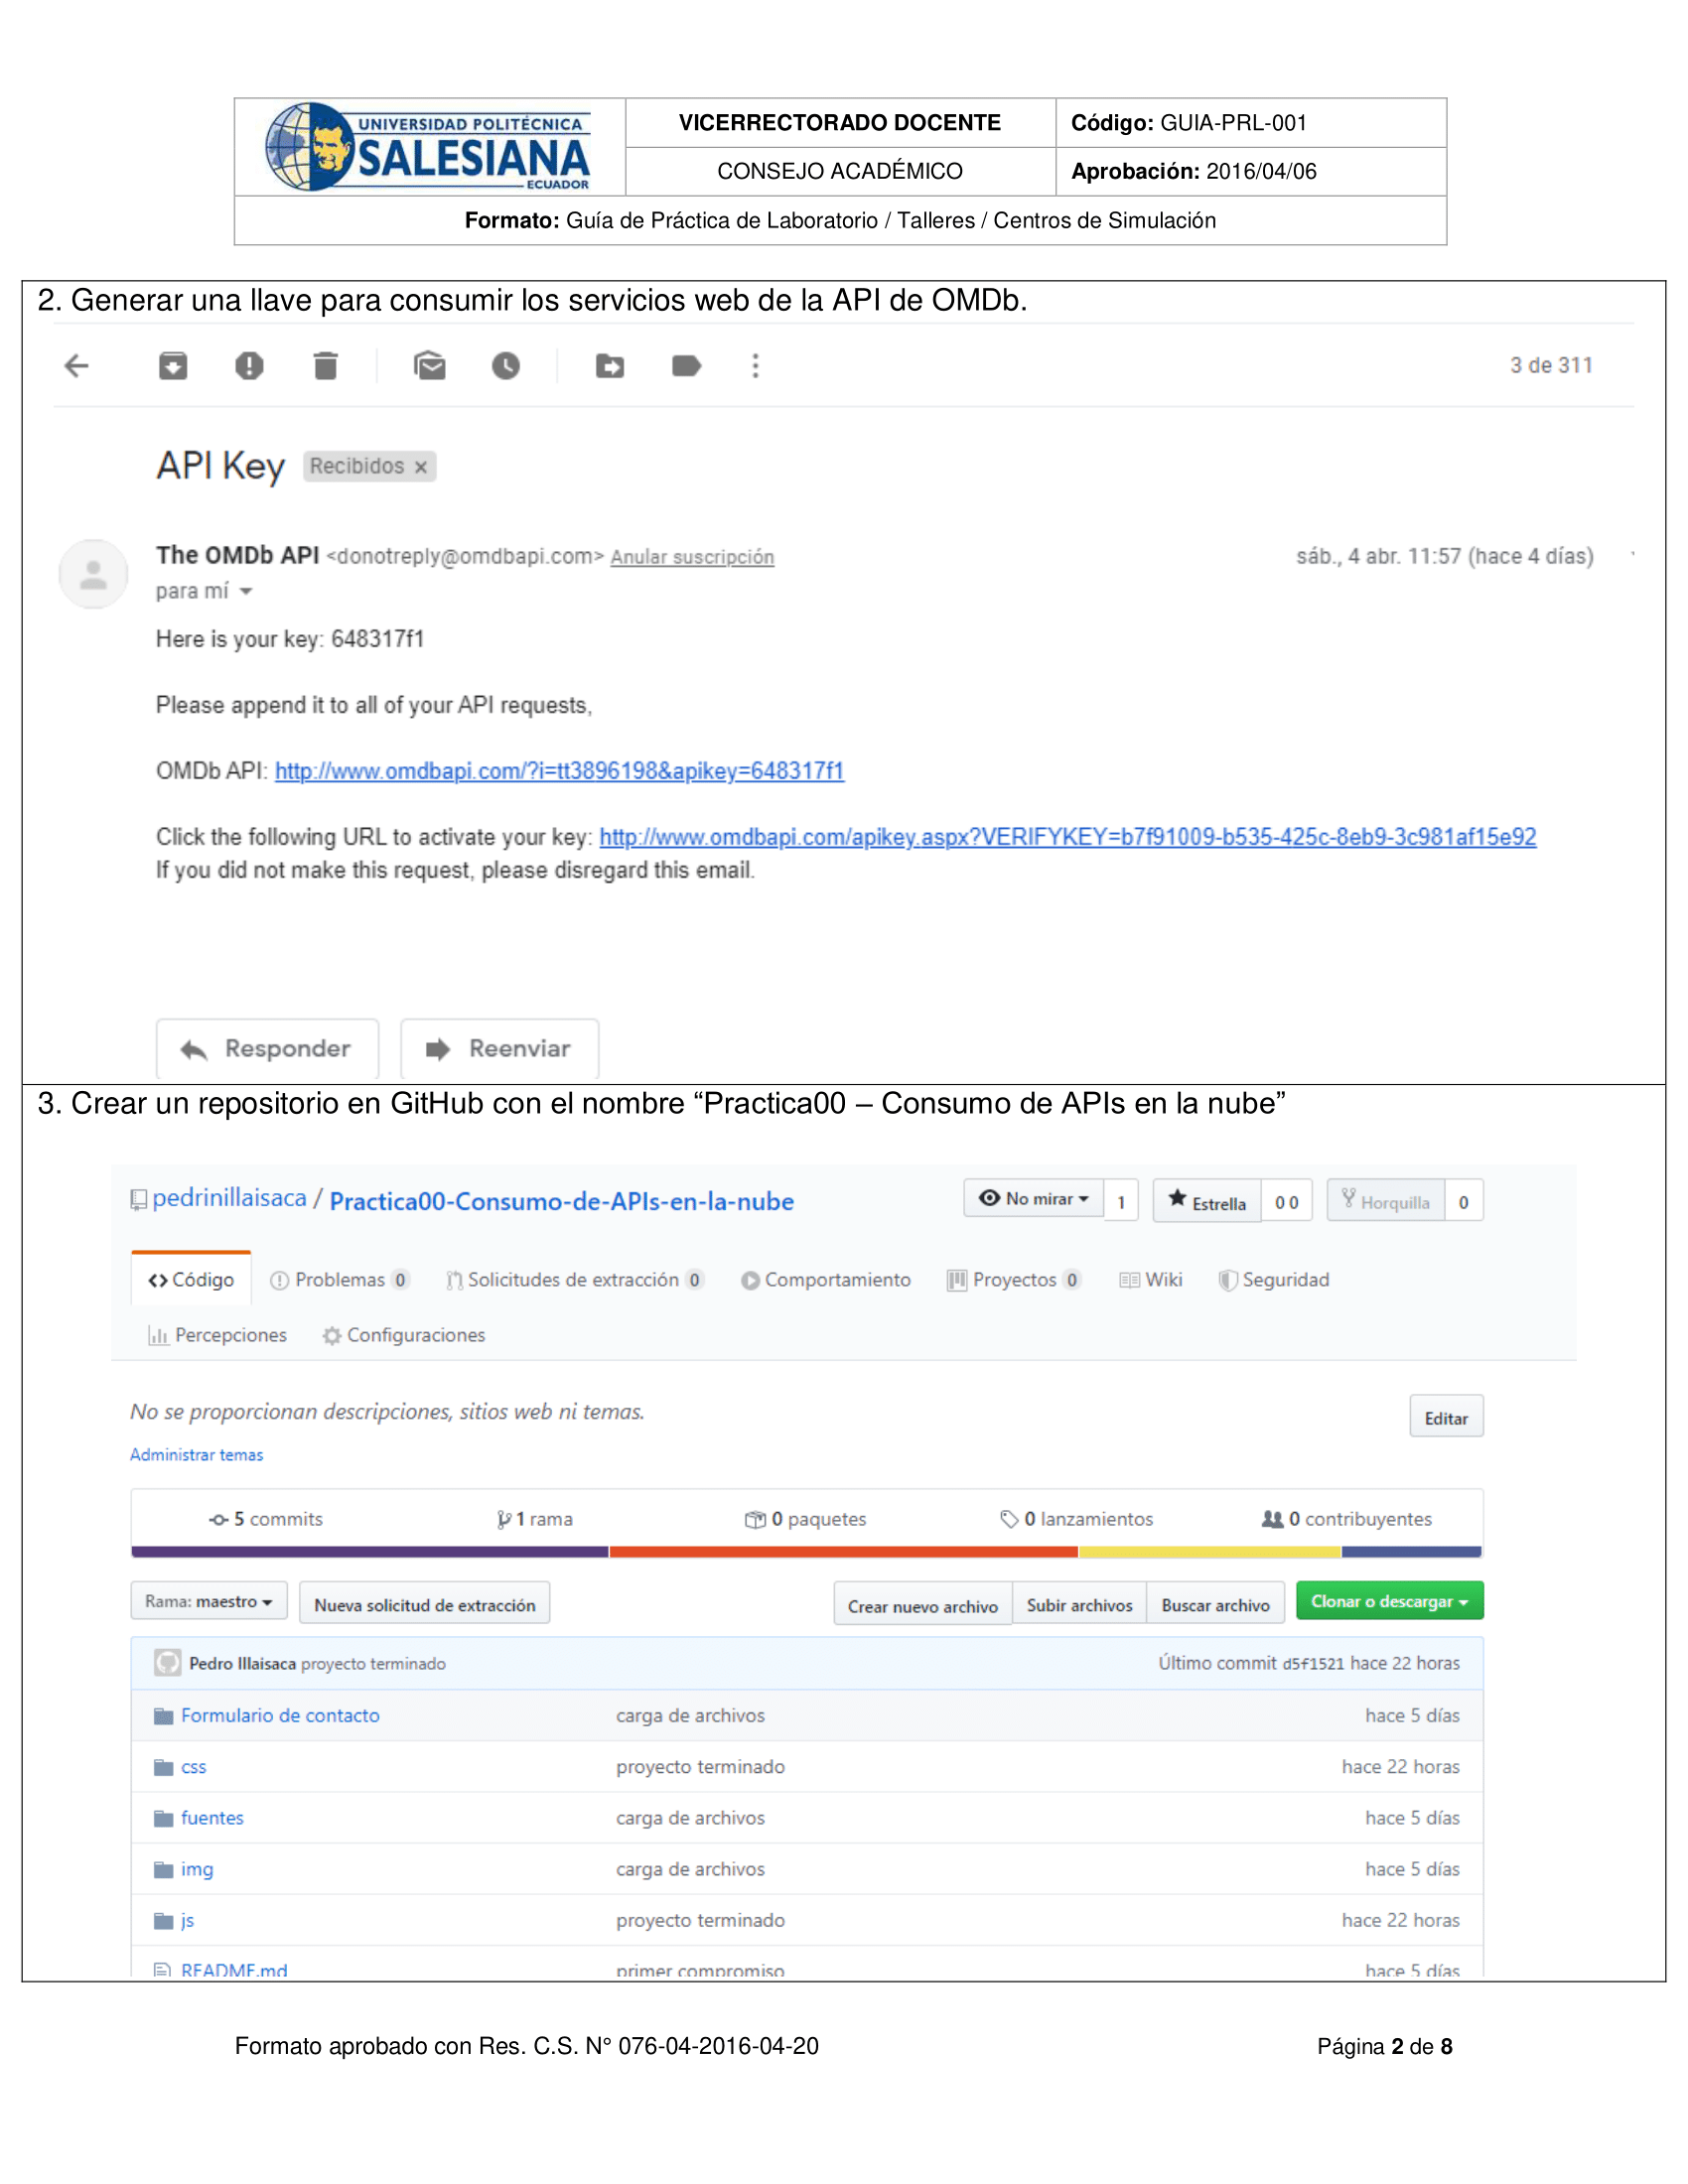 UNIVERSIDAD POLITÉCNICA
SALESIANA
ECUADOR
VICERRECTORADO DOCENTE
Código: GUIA-PRL-001
CONSEJO ACADÉMICO
Aprobación: 2016/04/06
Formato: Guía de Práctica de Laboratorio / Talleres / Centros de Simulación
2. Generar una llave para consumir los servicios web de la API de OMDb.
3 de 311
API Key Recibidos x
The OMDb API <donotreply@omdbapi.com> Anular suscripción
sáb., 4 abr. 11:57 (hace 4 días)
para mí
Here is your key: 648317f1
Please append it to all of your API requests,
OMDb API: http://www.omdbapi.com/?i=tt3896198&apikey=648317f1
Click the following URL to activate your key: http://www.omdbapi.com/apikey.aspx?VERIFYKEY=b7f91009-b535-425c-8eb9-3c981af15e92
If you did not make this request, please disregard this email.
Responder Reenviar
3. Crear un repositorio en GitHub con el nombre “Practica00 – Consumo de APIs en la nube”
pedrinillaisaca / Practica00-Consumo-de-APIs-en-la-nube
No mirar 1 Estrella 0 0 Horquilla 0
Código Problemas 0 Solicitudes de extracción 0 Comportamiento Proyectos 0 Wiki Seguridad
Percepciones Configuraciones
No se proporcionan descripciones, sitios web ni temas.
Editar
Administrar temas
5 commits 1 rama 0 paquetes 0 lanzamientos 0 contribuyentes
Rama: maestro Nueva solicitud de extracción Crear nuevo archivo Subir archivos Buscar archivo Clonar o descargar
Pedro Illaisaca proyecto terminado Último commit d5f1521 hace 22 horas
Formulario de contacto carga de archivos hace 5 días
css proyecto terminado hace 22 horas
fuentes carga de archivos hace 5 días
img carga de archivos hace 5 días
js proyecto terminado hace 22 horas
README.md primer compromiso hace 5 días
Formato aprobado con Res. C.S. N° 076-04-2016-04-20
Página 2 de 8